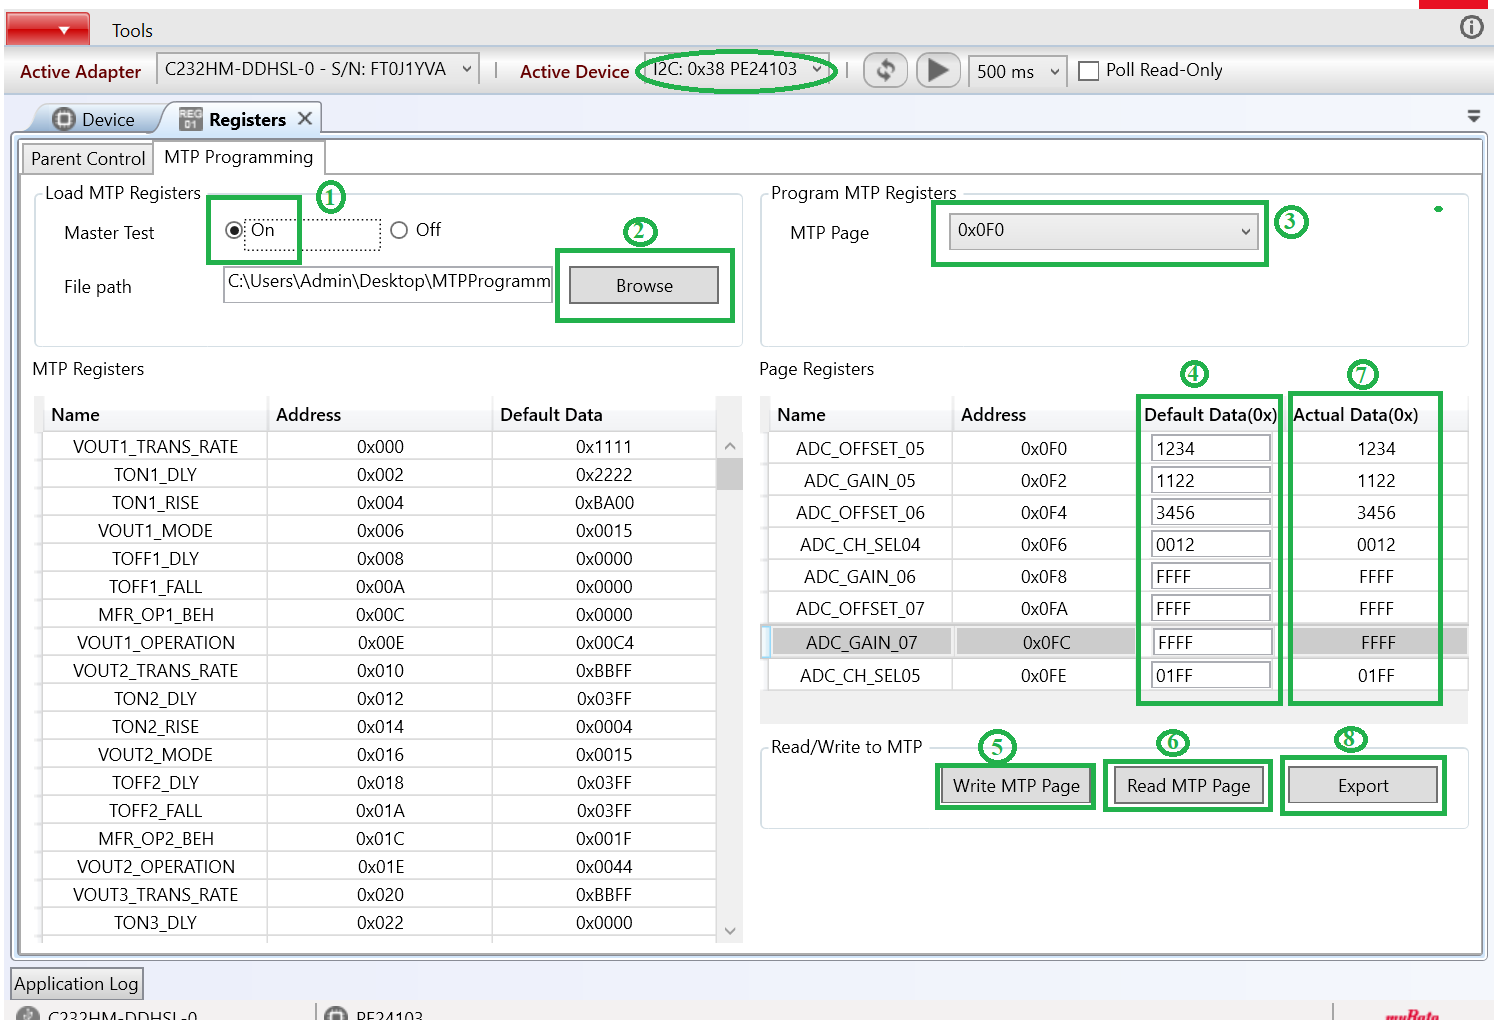 Tools
Active Adapter C232HM-DDHSL-0 - S/N: FT0J1YVA | Active Device I2C: 0x38 PE24103 | 500 ms Poll Read-Only
Device REG 01 Registers
Parent Control MTP Programming
Load MTP Registers 1
Master Test On Off 2
File path C:\Users\Admin\Desktop\MTPProgramm Browse
Program MTP Registers
MTP Page 0x0F0 3
MTP Registers
Name Address Default Data
VOUT1_TRANS_RATE 0x000 0x1111
TON1_DLY 0x002 0x2222
TON1_RISE 0x004 0xBA00
VOUT1_MODE 0x006 0x0015
TOFF1_DLY 0x008 0x0000
TOFF1_FALL 0x00A 0x0000
MFR_OP1_BEH 0x00C 0x0000
VOUT1_OPERATION 0x00E 0x00C4
VOUT2_TRANS_RATE 0x010 0xBBFF
TON2_DLY 0x012 0x03FF
TON2_RISE 0x014 0x0004
VOUT2_MODE 0x016 0x0015
TOFF2_DLY 0x018 0x03FF
TOFF2_FALL 0x01A 0x03FF
MFR_OP2_BEH 0x01C 0x001F
VOUT2_OPERATION 0x01E 0x0044
VOUT3_TRANS_RATE 0x020 0xBBFF
TON3_DLY 0x022 0x0000
Page Registers 4 7
Name Address Default Data(0x) Actual Data(0x)
ADC_OFFSET_05 0x0F0 1234 1234
ADC_GAIN_05 0x0F2 1122 1122
ADC_OFFSET_06 0x0F4 3456 3456
ADC_CH_SEL04 0x0F6 0012 0012
ADC_GAIN_06 0x0F8 FFFF FFFF
ADC_OFFSET_07 0x0FA FFFF FFFF
ADC_GAIN_07 0x0FC FFFF FFFF
ADC_CH_SEL05 0x0FE 01FF 01FF
Read/Write to MTP 5 6 8
Write MTP Page Read MTP Page Export
Application Log
C232HM-DDHSL-0 PE24103 muRata